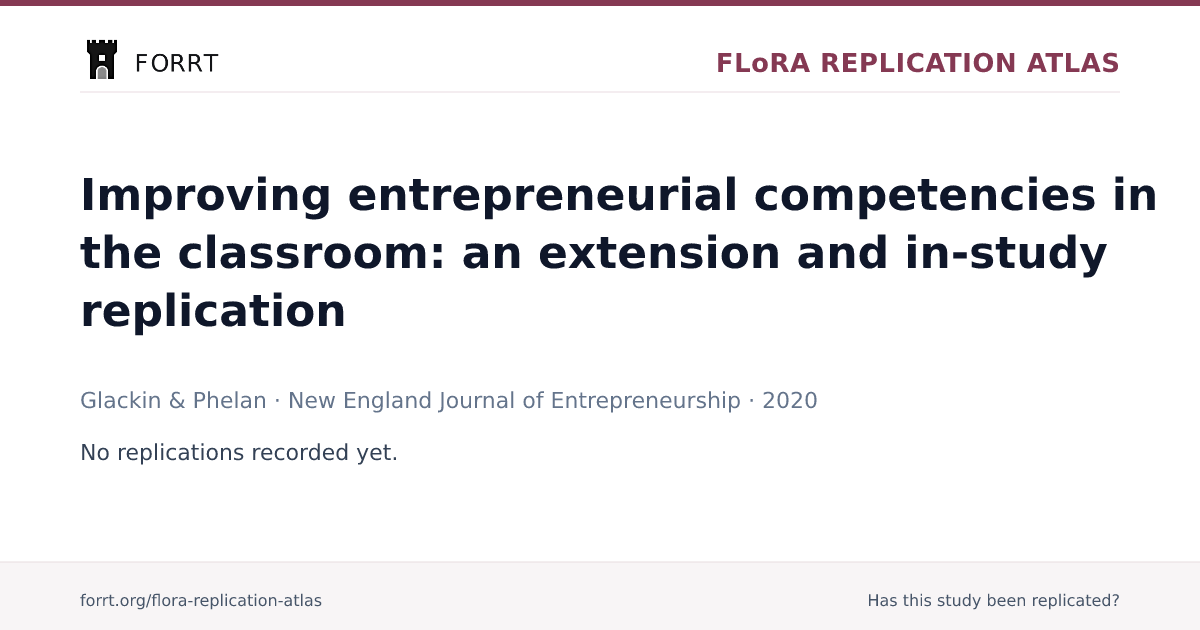 FORRT
FLoRA REPLICATION ATLAS
Improving entrepreneurial competencies in
the classroom: an extension and in-study
replication
Glackin & Phelan · New England Journal of Entrepreneurship · 2020
No replications recorded yet.
forrt.org/flora-replication-atlas
Has this study been replicated?